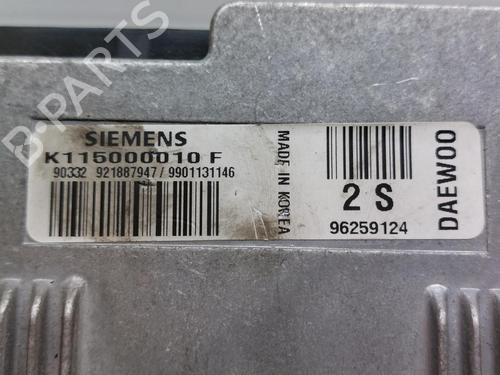 SIEMENS
K115000010 F
90332 921887947 / 9901131146
MADE IN KOREA
2 S
96259124
DAEWOO
B-PARTS